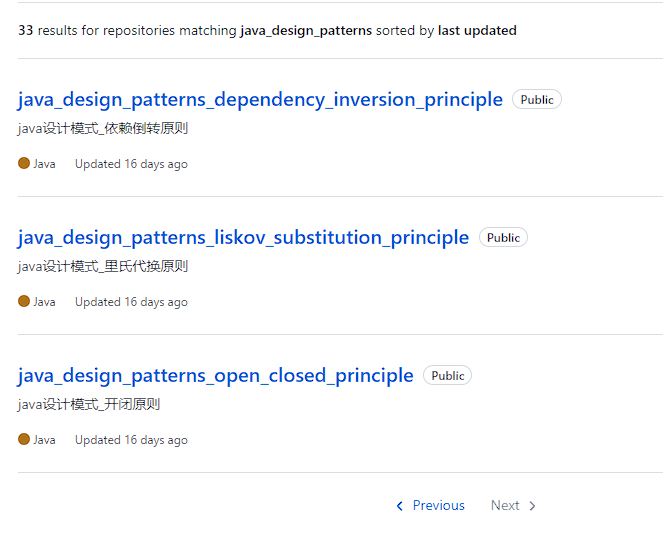 33 results for repositories matching java_design_patterns sorted by last updated
java_design_patterns_dependency_inversion_principle Public
java设计模式_依赖倒转原则
Java Updated 16 days ago
java_design_patterns_liskov_substitution_principle Public
java设计模式_里氏代换原则
Java Updated 16 days ago
java_design_patterns_open_closed_principle Public
java设计模式_开闭原则
Java Updated 16 days ago
Previous Next